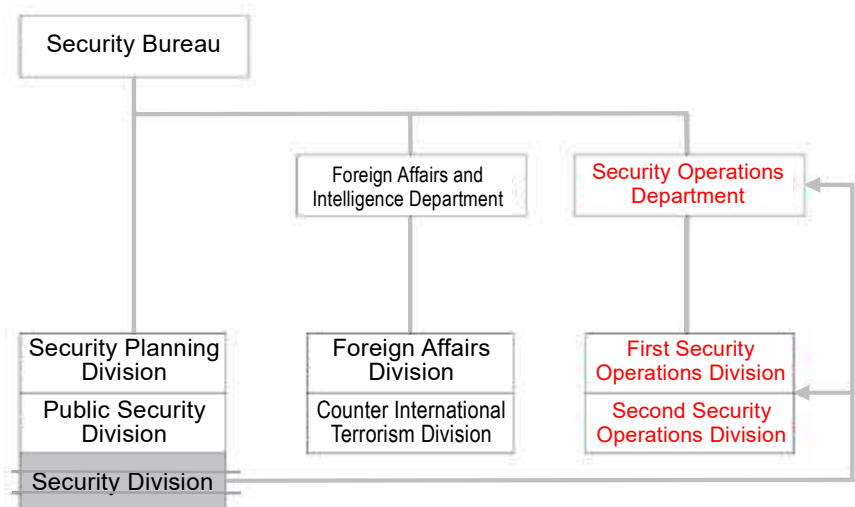 Security Bureau
Foreign Affairs and
Intelligence Department
Security Operations
Department
Security Planning
Division
Public Security
Division
Security Division
Foreign Affairs
Division
Counter International
Terrorism Division
First Security
Operations Division
Second Security
Operations Division